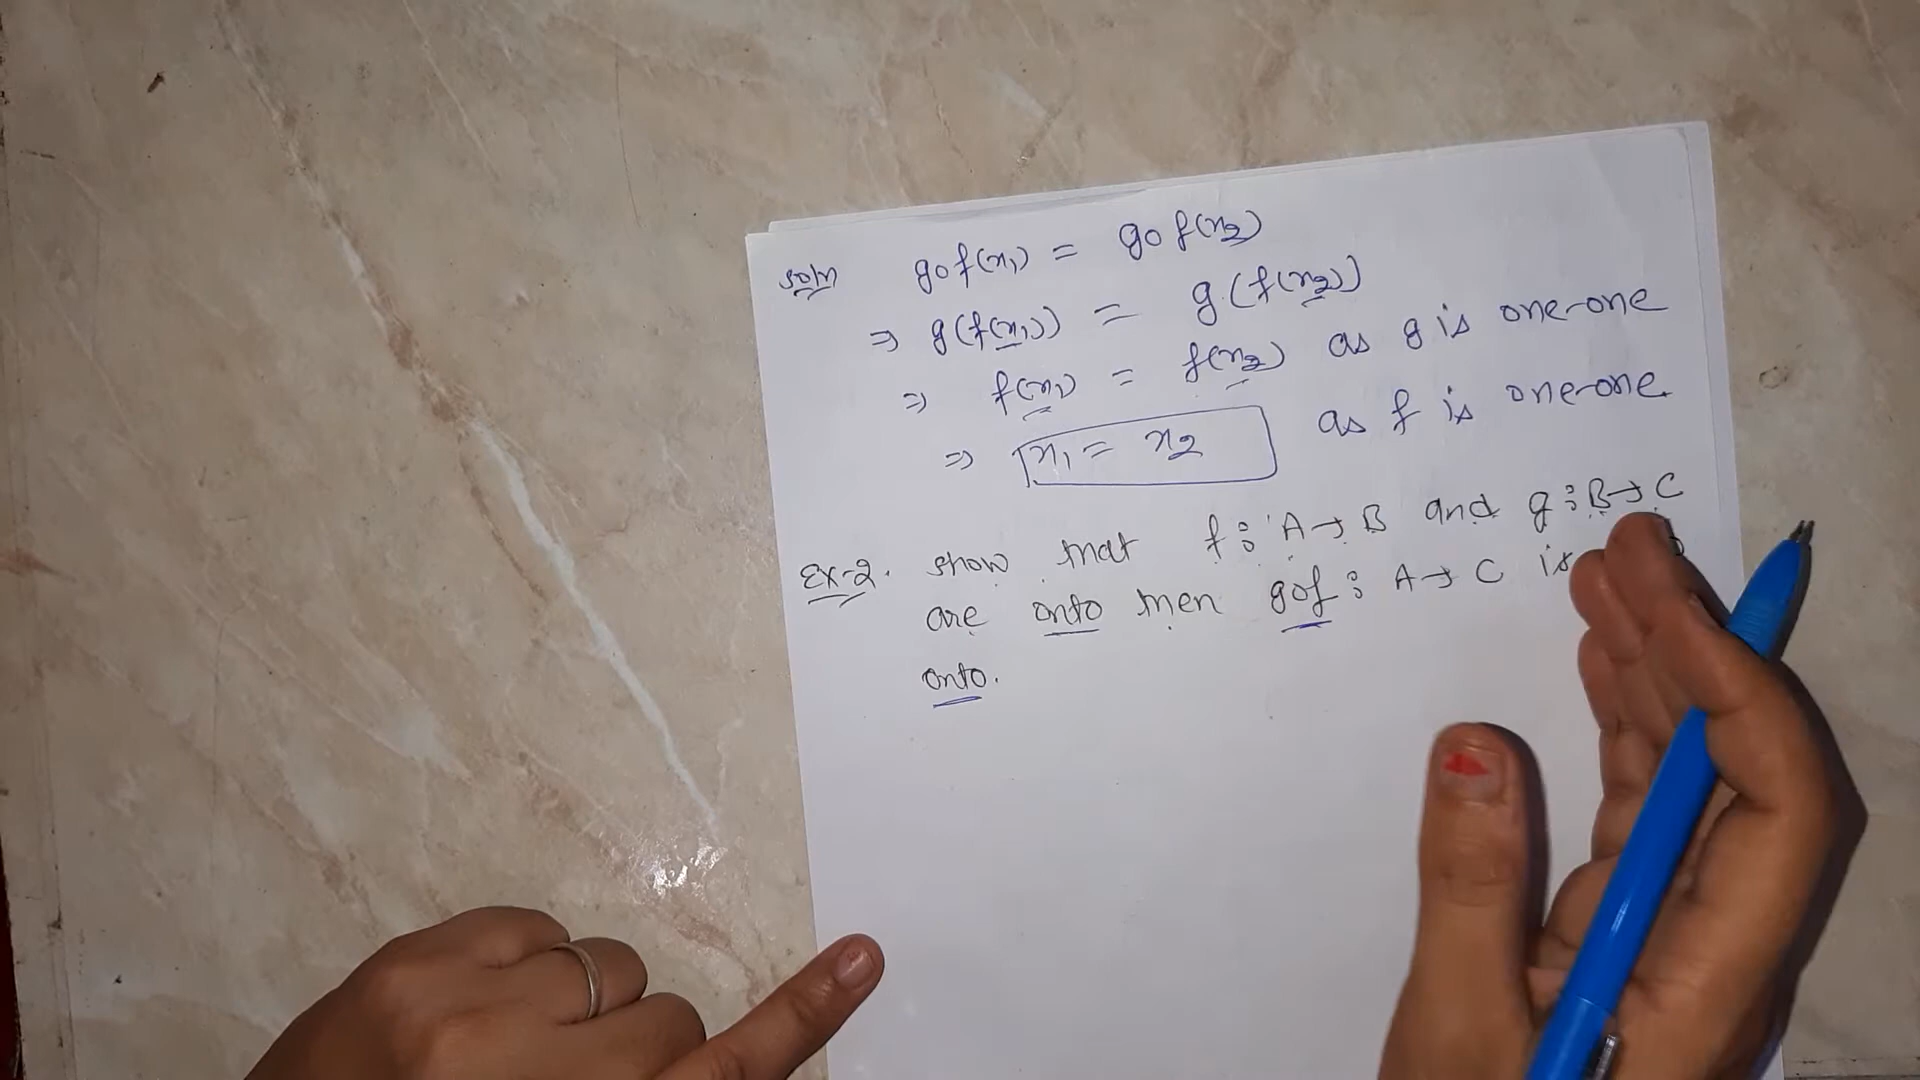 soln gof(x₁) = gof(x₂)
⇒ g(f(x₁)) = g(f(x₂))
⇒ f(x₁) = f(x₂) as g is one-one
⇒ x₁ = x₂ as f is one-one
Ex-2. show that f : A → B and g : B → C
are onto then gof : A → C is
onto.